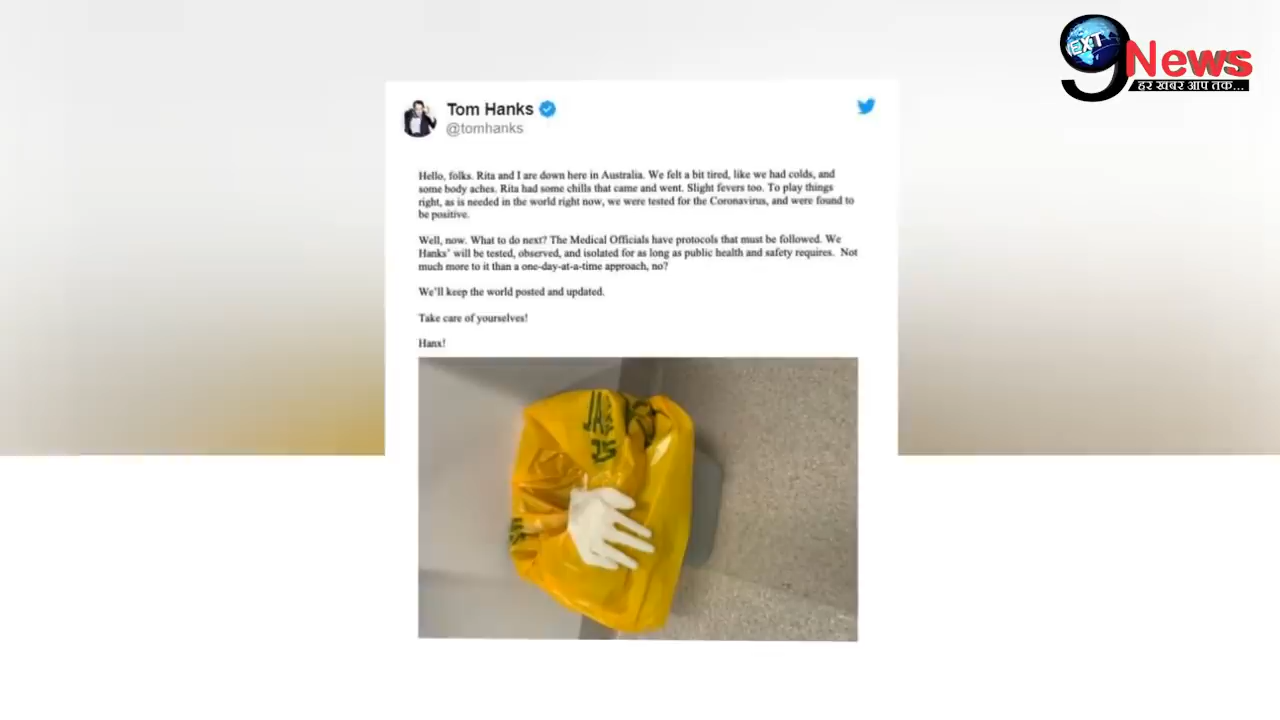 EXT
9 News
हर खबर आप तक...
Tom Hanks
@tomhanks
Hello, folks. Rita and I are down here in Australia. We felt a bit tired, like we had colds, and
some body aches. Rita had some chills that came and went. Slight fevers too. To play things
right, as is needed in the world right now, we were tested for the Coronavirus, and were found to
be positive.
Well, now. What to do next? The Medical Officials have protocols that must be followed. We
Hanks' will be tested, observed, and isolated for as long as public health and safety requires. Not
much more to it than a one-day-at-a-time approach, no?
We'll keep the world posted and updated.
Take care of yourselves!
Hanx!